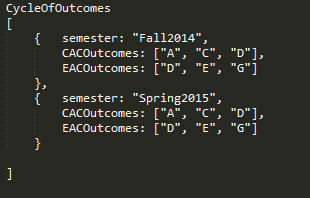 CycleOfOutcomes
[
    {   semester: "Fall2014",
        CACOutcomes: ["A", "C", "D"],
        EACOutcomes: ["D", "E", "G"]
    },
    {   semester: "Spring2015",
        CACOutcomes: ["A", "C", "D"],
        EACOutcomes: ["D", "E", "G"]
    }
]